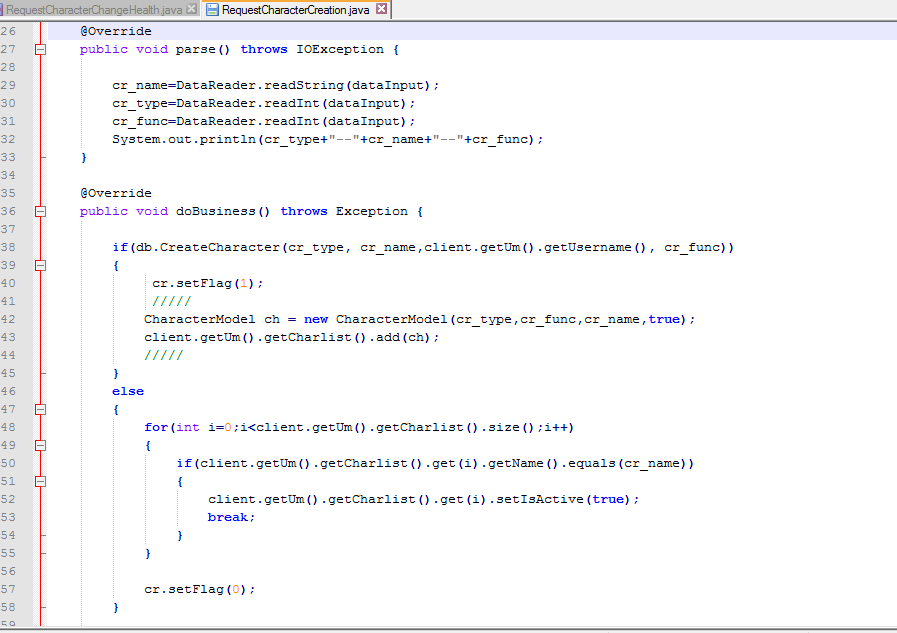 RequestCharacterChangeHealth.java RequestCharacterCreation.java
26 @Override
27 public void parse() throws IOException {
28
29 cr_name=DataReader.readString(dataInput);
30 cr_type=DataReader.readInt(dataInput);
31 cr_func=DataReader.readInt(dataInput);
32 System.out.println(cr_type+"--"+cr_name+"--"+cr_func);
33 }
34
35 @Override
36 public void doBusiness() throws Exception {
37
38 if(db.CreateCharacter(cr_type, cr_name,client.getUm().getUsername(), cr_func))
39 {
40 cr.setFlag(1);
41 /////
42 CharacterModel ch = new CharacterModel(cr_type,cr_func,cr_name,true);
43 client.getUm().getCharlist().add(ch);
44 /////
45 }
46 else
47 {
48 for(int i=0;i<client.getUm().getCharlist().size();i++)
49 {
50 if(client.getUm().getCharlist().get(i).getName().equals(cr_name))
51 {
52 client.getUm().getCharlist().get(i).setIsActive(true);
53 break;
54 }
55 }
56
57 cr.setFlag(0);
58 }
59